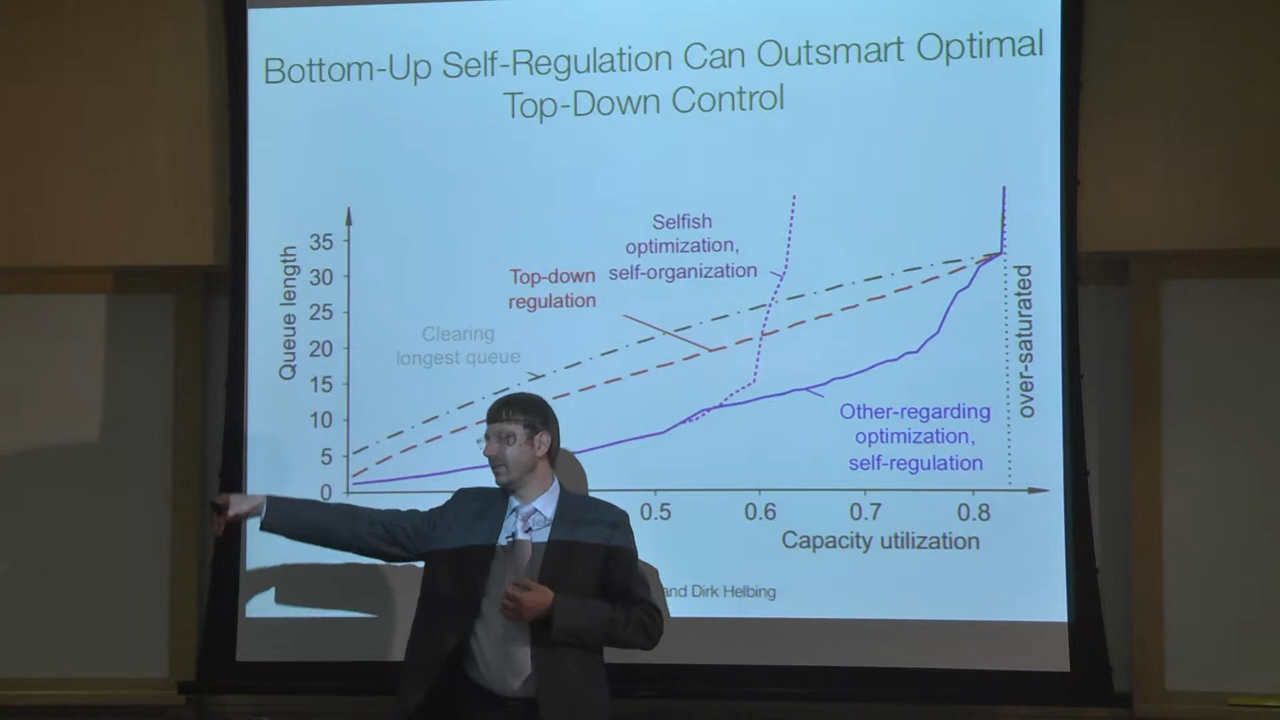 Bottom-Up Self-Regulation Can Outsmart Optimal
Top-Down Control
Selfish
optimization,
self-organization
Top-down
regulation
Clearing
longest queue
Other-regarding
optimization,
self-regulation
over-saturated
Queue length
35
30
25
20
15
10
5
0
0.5
0.6
0.7
0.8
Capacity utilization
and Dirk Helbing